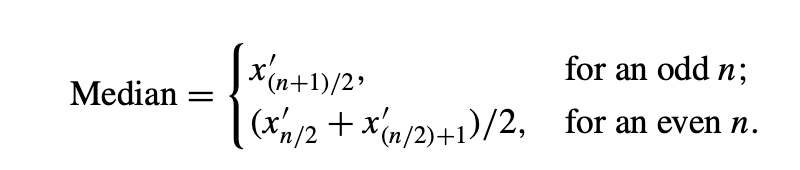 x′(n+1)/2, for an odd n;
Median = {
(x′n/2 + x′(n/2)+1)/2, for an even n.